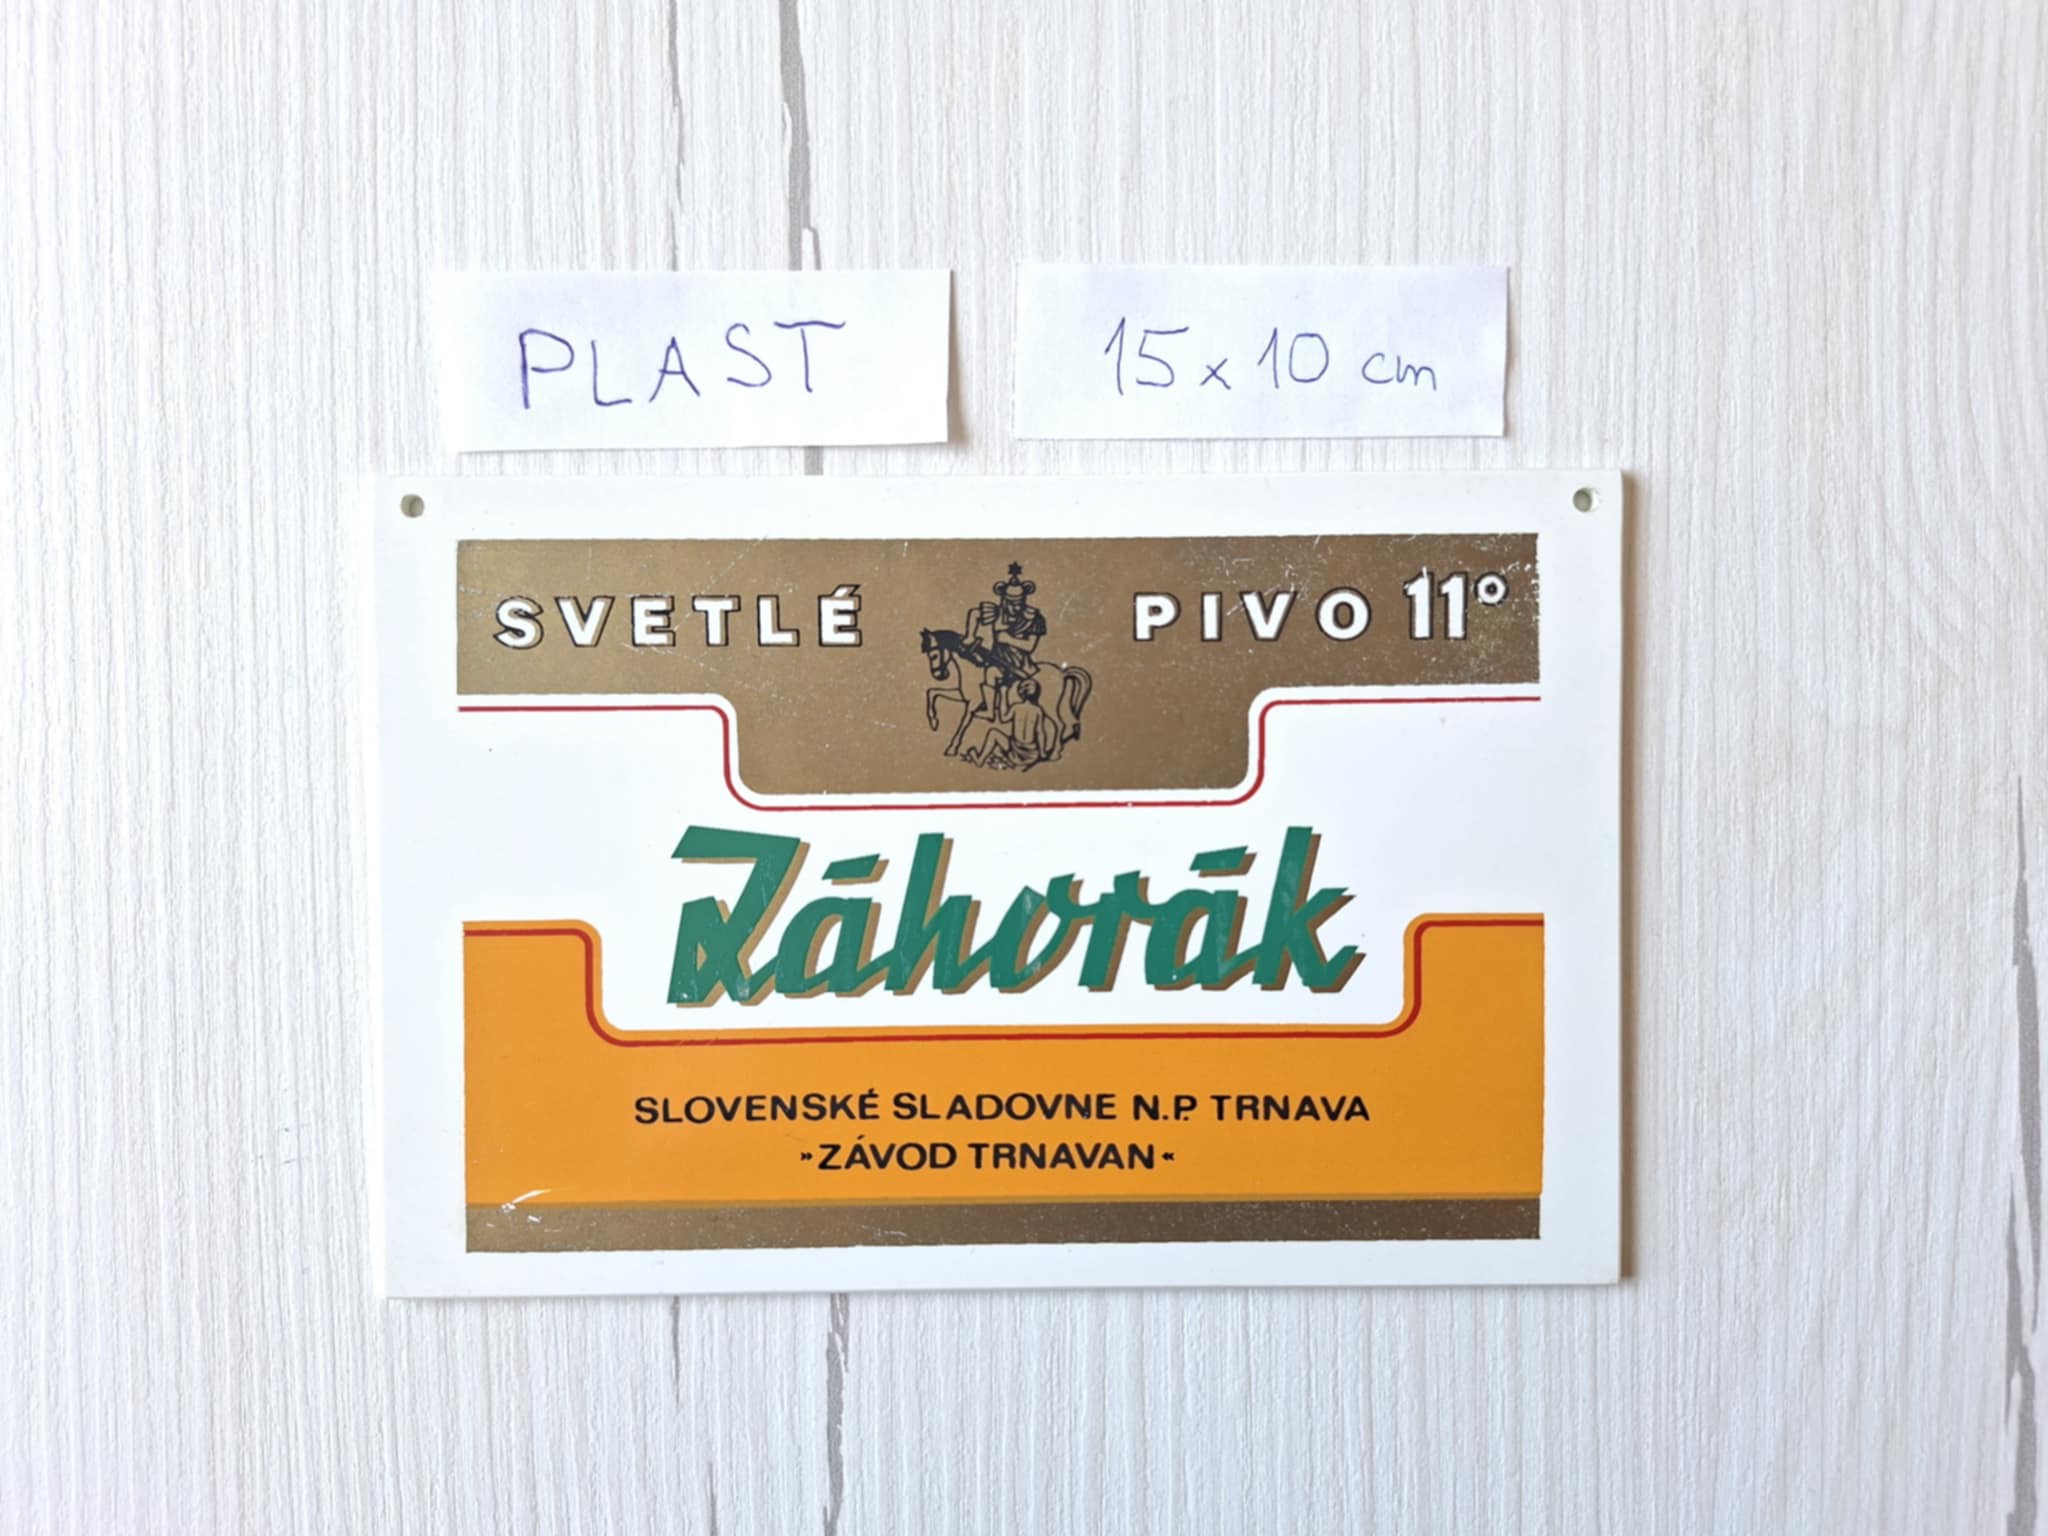 PLAST
15 x 10 cm
SVETLÉ PIVO 11°
Záhorák
SLOVENSKÉ SLADOVNE N.P. TRNAVA
»ZÁVOD TRNAVAN«